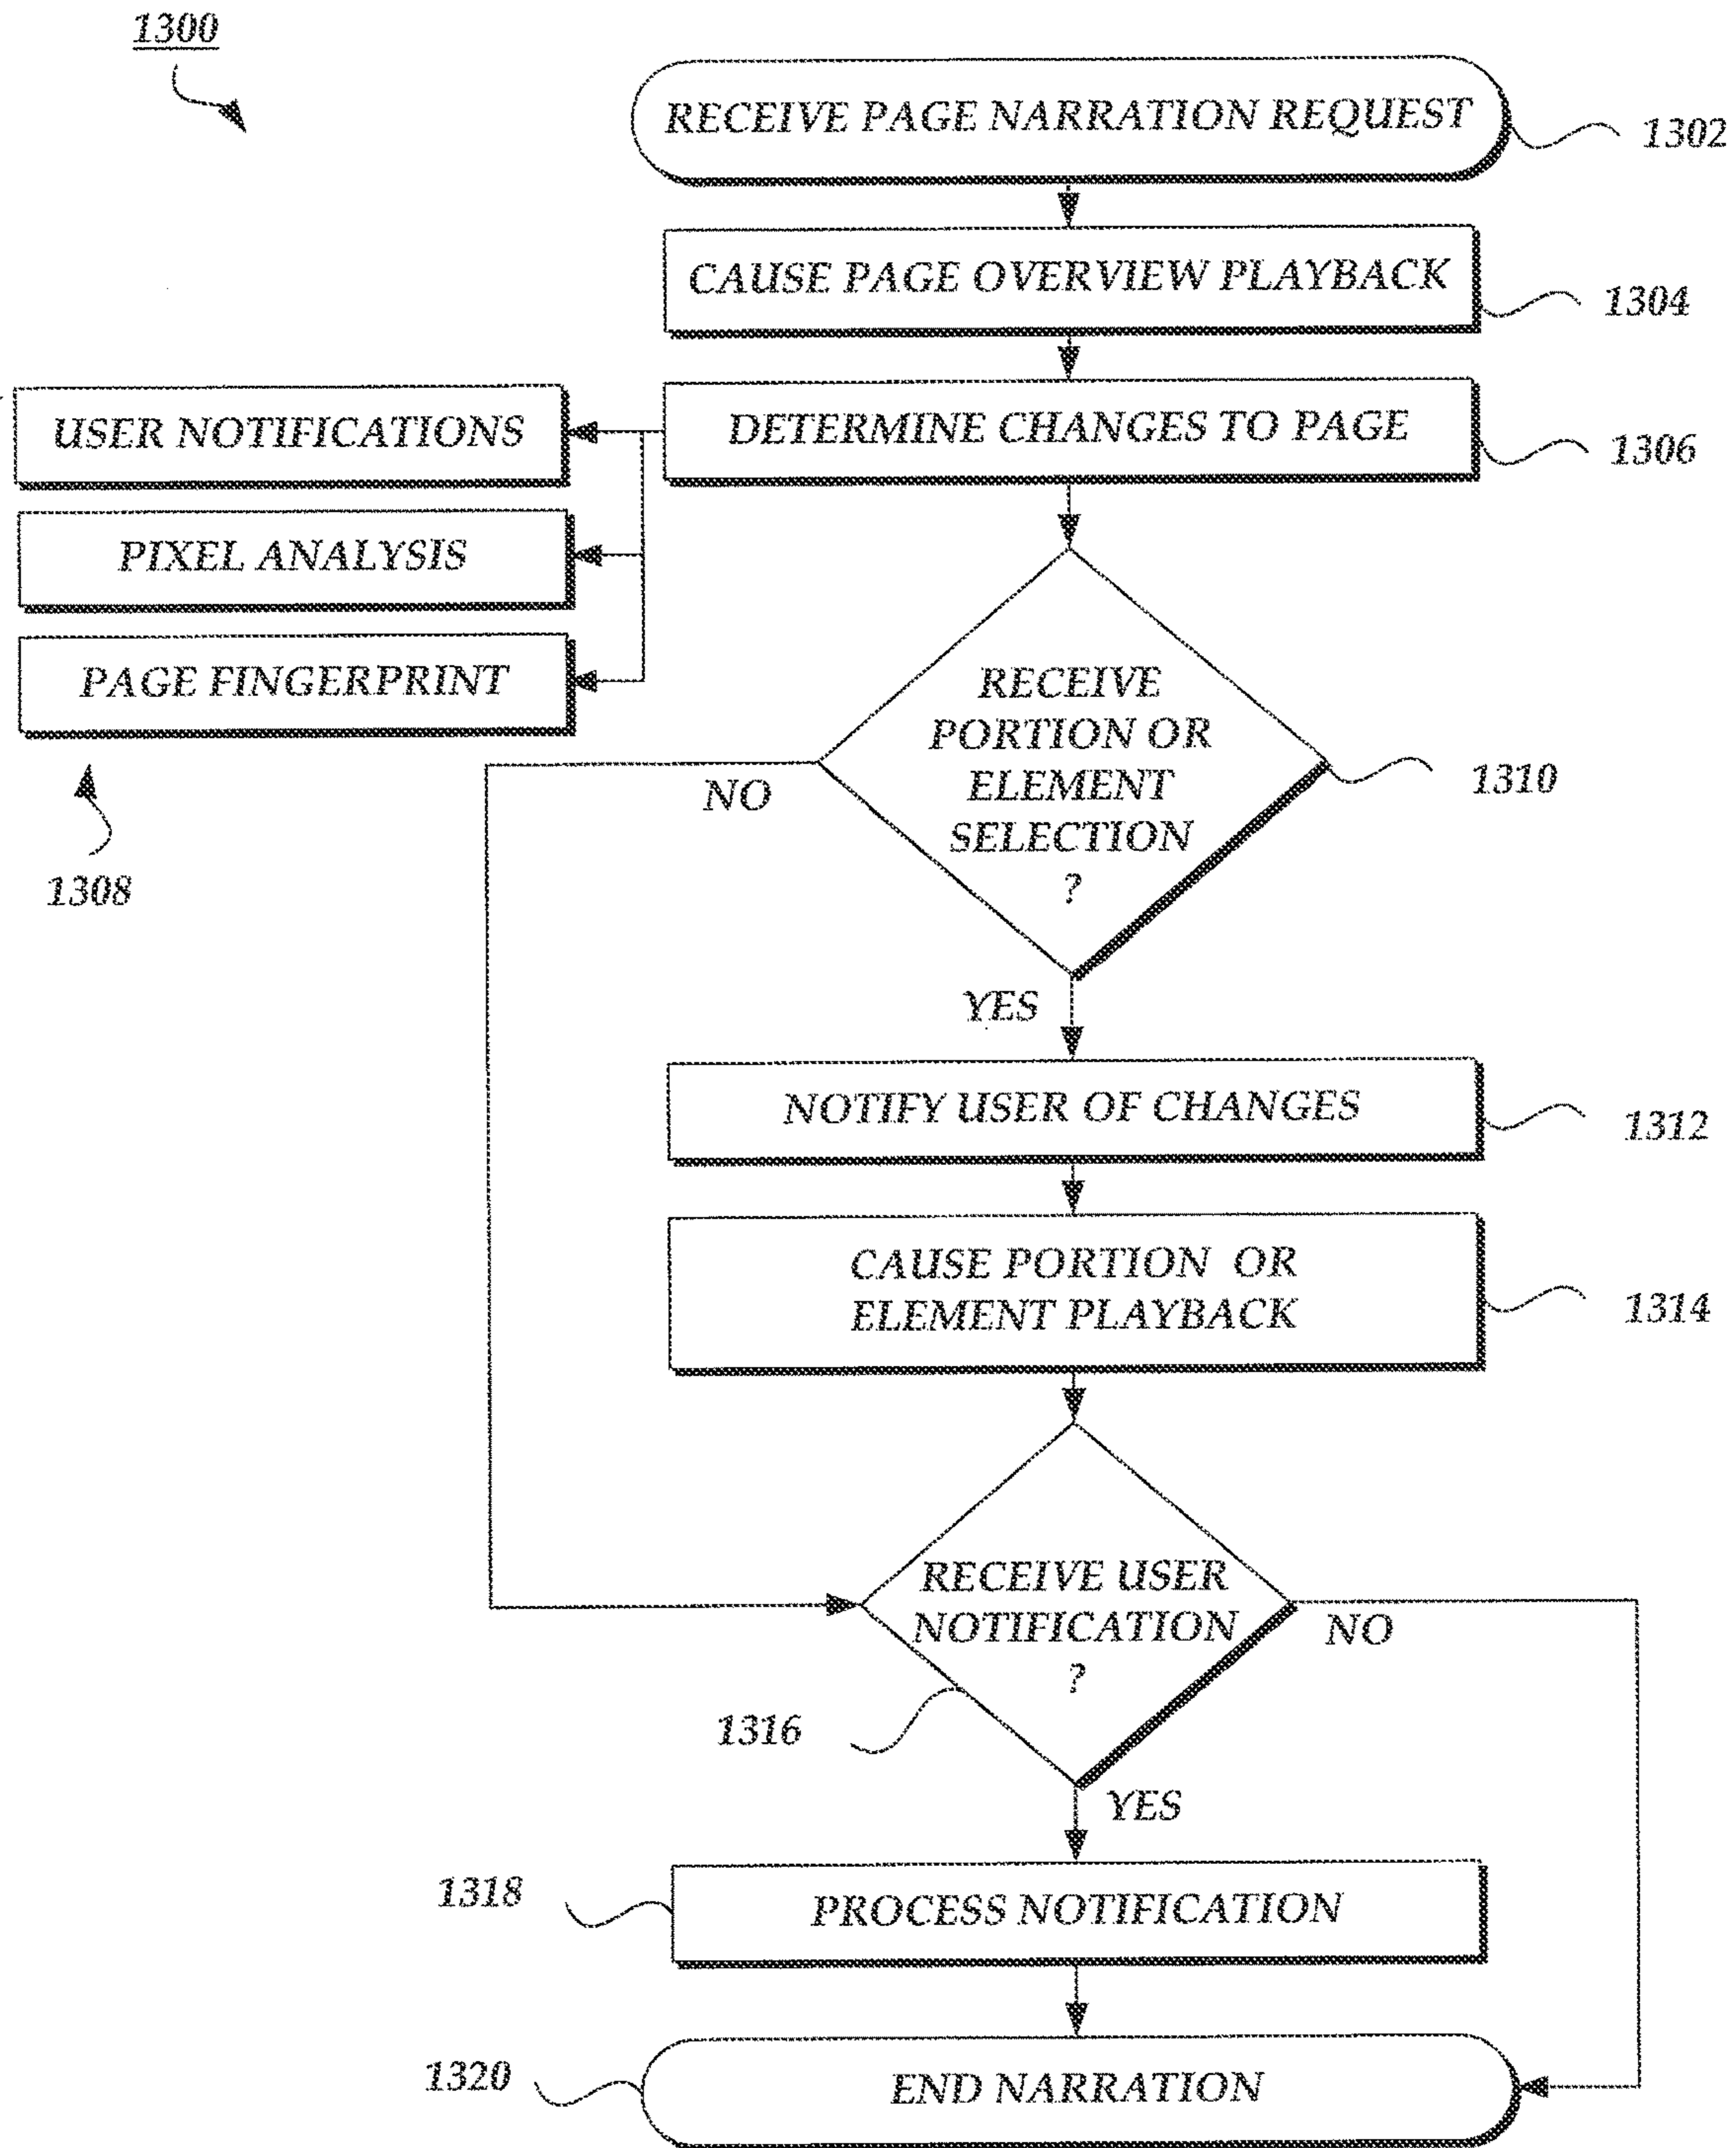 1300
RECEIVE PAGE NARRATION REQUEST
1302
CAUSE PAGE OVERVIEW PLAYBACK
1304
USER NOTIFICATIONS
DETERMINE CHANGES TO PAGE
1306
PIXEL ANALYSIS
PAGE FINGERPRINT
1308
RECEIVE
PORTION OR
ELEMENT
SELECTION
?
1310
NO
YES
NOTIFY USER OF CHANGES
1312
CAUSE PORTION OR
ELEMENT PLAYBACK
1314
RECEIVE USER
NOTIFICATION
?
NO
1316
YES
1318
PROCESS NOTIFICATION
1320
END NARRATION